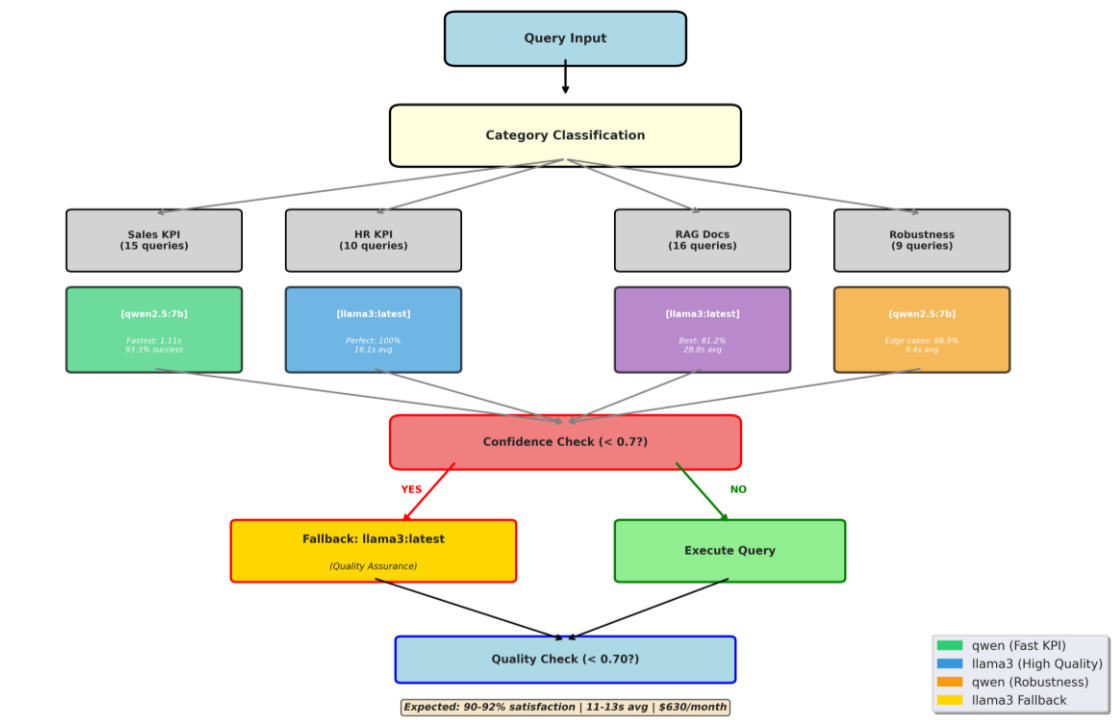 Query Input
Category Classification
Sales KPI
(15 queries)
HR KPI
(10 queries)
RAG Docs
(16 queries)
Robustness
(9 queries)
[qwen2.5:7b]
Fastest: 1.11s
93.3% success
[llama3:latest]
Perfect: 100%
16.1s avg
[llama3:latest]
Best: 81.2%
28.8s avg
[qwen2.5:7b]
Edge cases: 88.9%
9.4s avg
Confidence Check (< 0.7?)
YES
NO
Fallback: llama3:latest
(Quality Assurance)
Execute Query
Quality Check (< 0.70?)
Expected: 90-92% satisfaction | 11-13s avg | $630/month
qwen (Fast KPI)
llama3 (High Quality)
qwen (Robustness)
llama3 Fallback